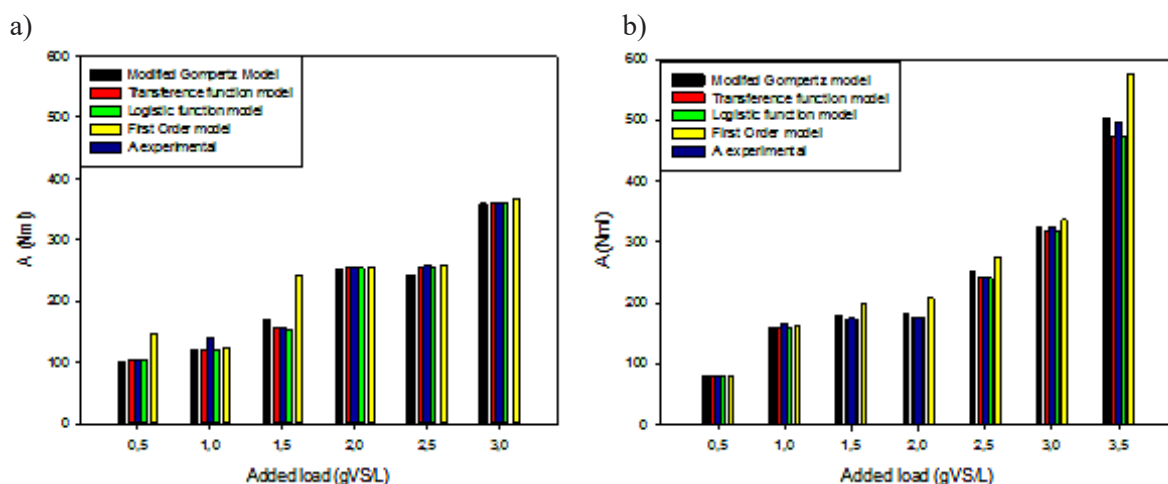 a)
600
500
400
300
200
100
0
A (Nml)
Modified Gompertz Model
Transference function model
Logistic function model
First Order model
A experimental
0,5 1,0 1,5 2,0 2,5 3,0
Added load (gVS/L)
b)
600
500
400
300
200
100
0
A (Nml)
Modified Gompertz model
Transference function model
Logistic function model
First Order model
A experimental
0,5 1,0 1,5 2,0 2,5 3,0 3,5
Added load (gVS/L)